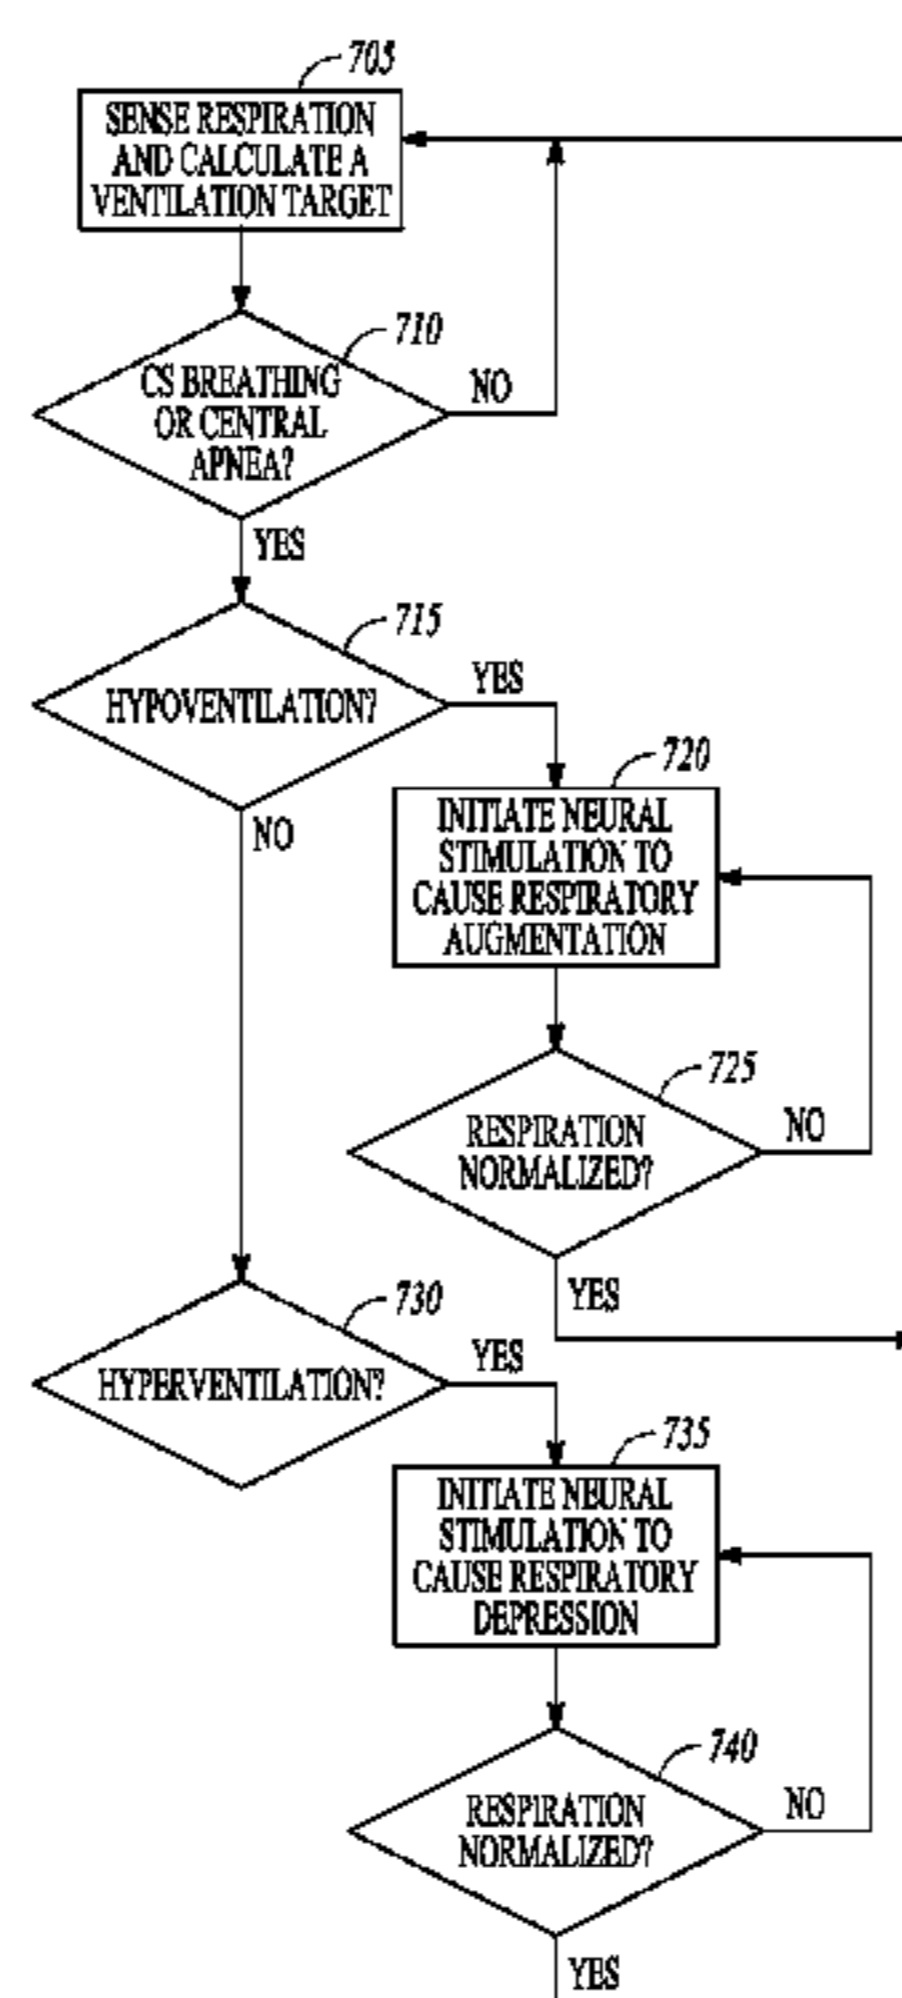 705
SENSE RESPIRATION
AND CALCULATE A
VENTILATION TARGET
710
CS BREATHING
OR CENTRAL
APNEA?
NO
YES
715
HYPOVENTILATION?
YES
NO
720
INITIATE NEURAL
STIMULATION TO
CAUSE RESPIRATORY
AUGMENTATION
725
RESPIRATION
NORMALIZED?
NO
YES
730
HYPERVENTILATION?
YES
735
INITIATE NEURAL
STIMULATION TO
CAUSE RESPIRATORY
DEPRESSION
740
RESPIRATION
NORMALIZED?
NO
YES